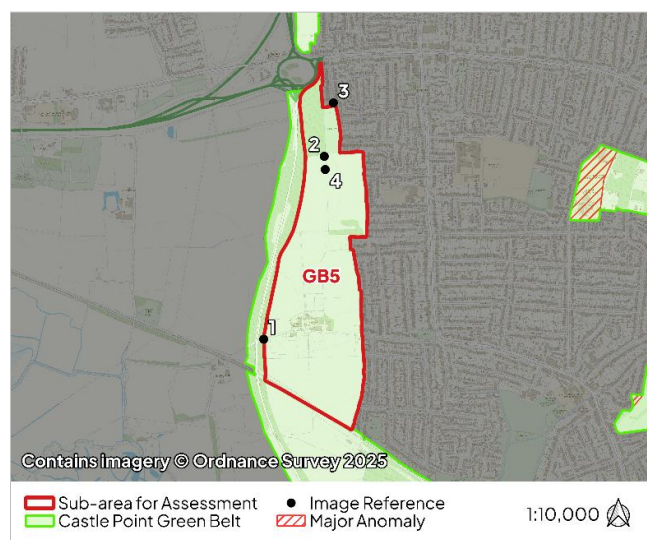 3
2
4
GB5
1
Contains imagery © Ordnance Survey 2025
Sub-area for Assessment
Image Reference
Castle Point Green Belt
Major Anomaly
1:10,000